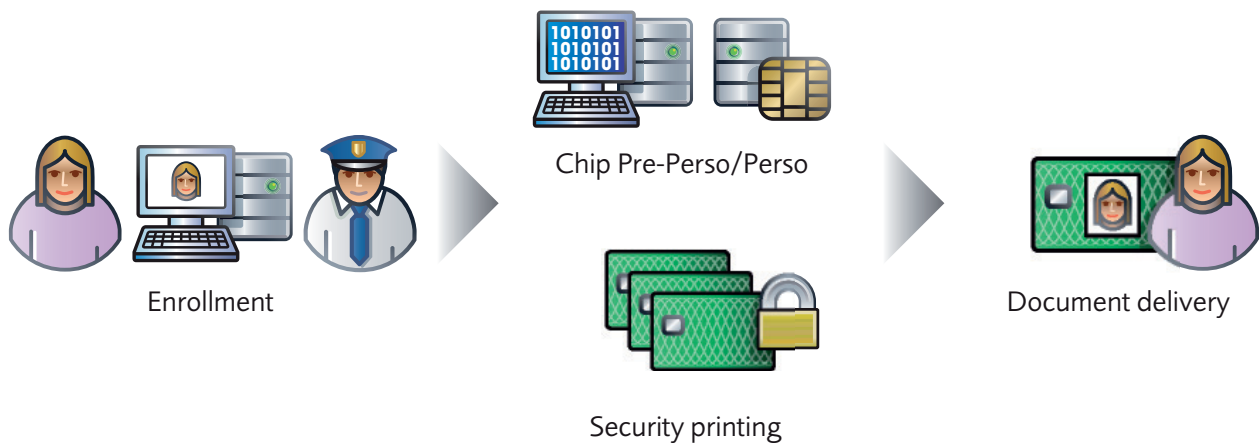 1010101
1010101
1010101
Chip Pre-Perso/Perso
Enrollment
Document delivery
Security printing